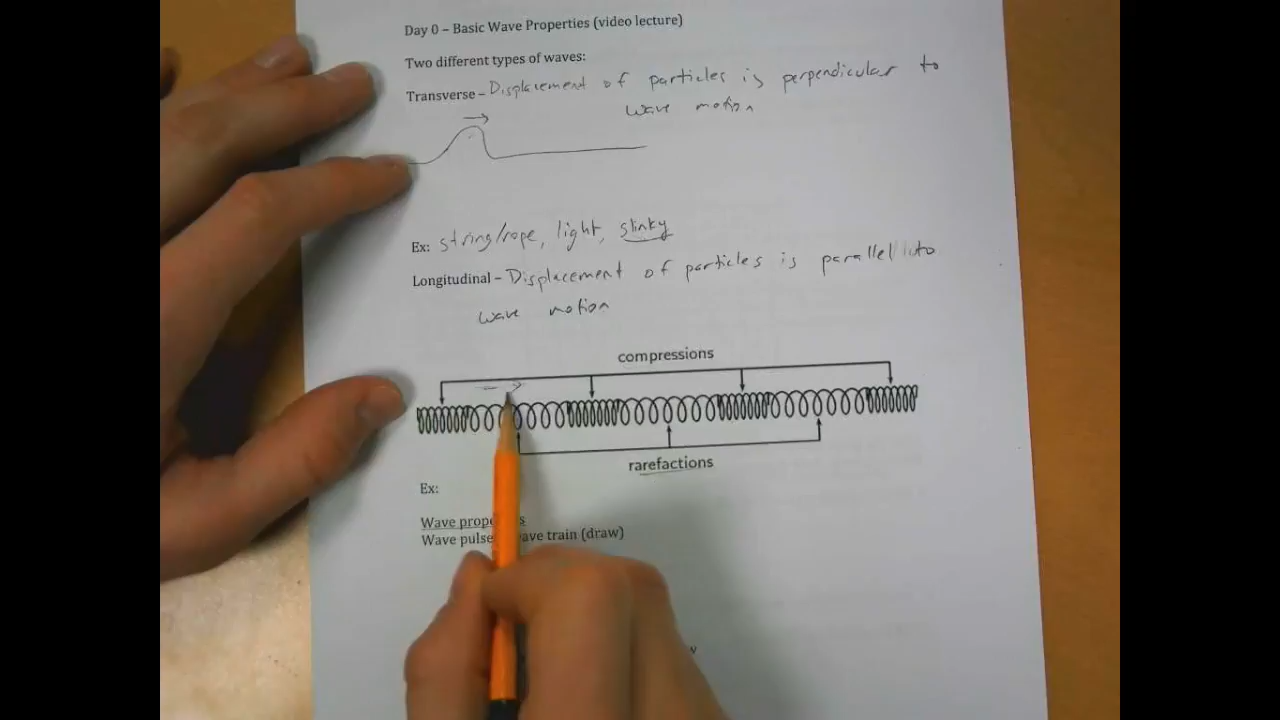 Day 0 – Basic Wave Properties (video lecture)
Two different types of waves:
Transverse – Displacement of particles is perpendicular to
wave motion
Ex: string/rope, light, slinky
Longitudinal – Displacement of particles is parallel to
wave motion
compressions
rarefactions
Ex:
Wave
Wave pulse wave train (draw)